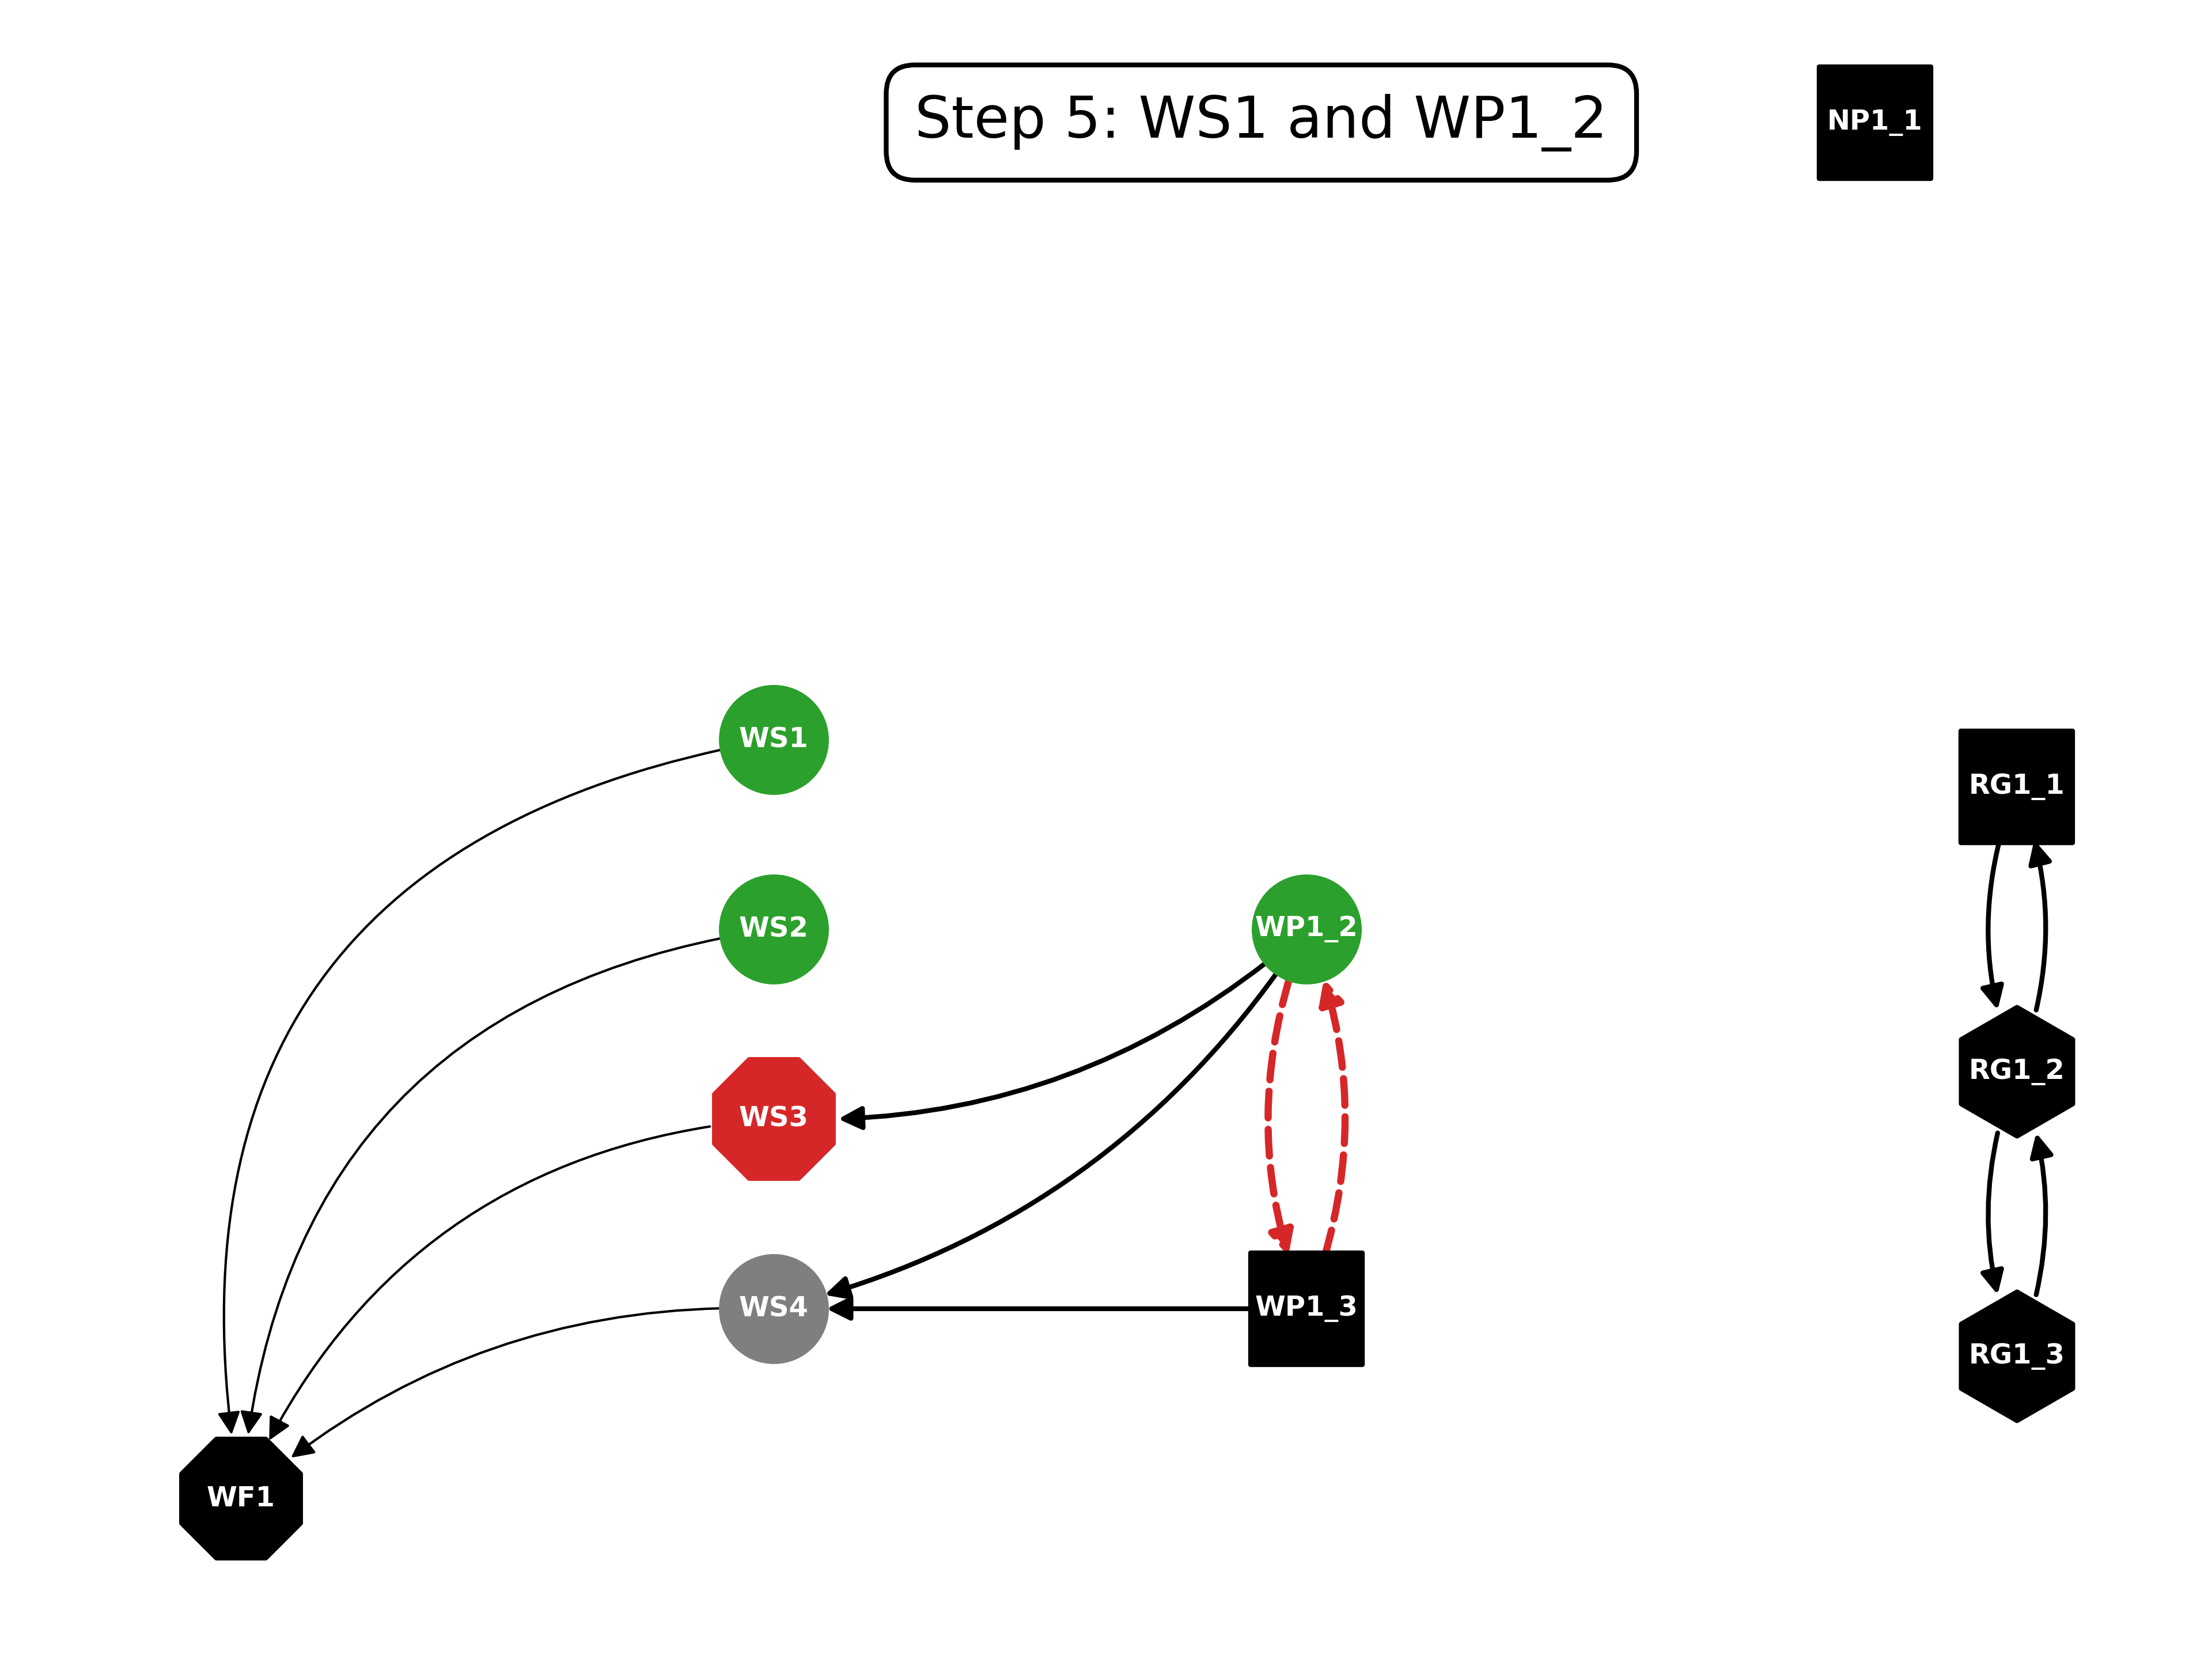 Step 5: WS1 and WP1_2
NP1_1
WS1
RG1_1
WS2
WP1_2
RG1_2
WS3
WS4
WP1_3
RG1_3
WF1